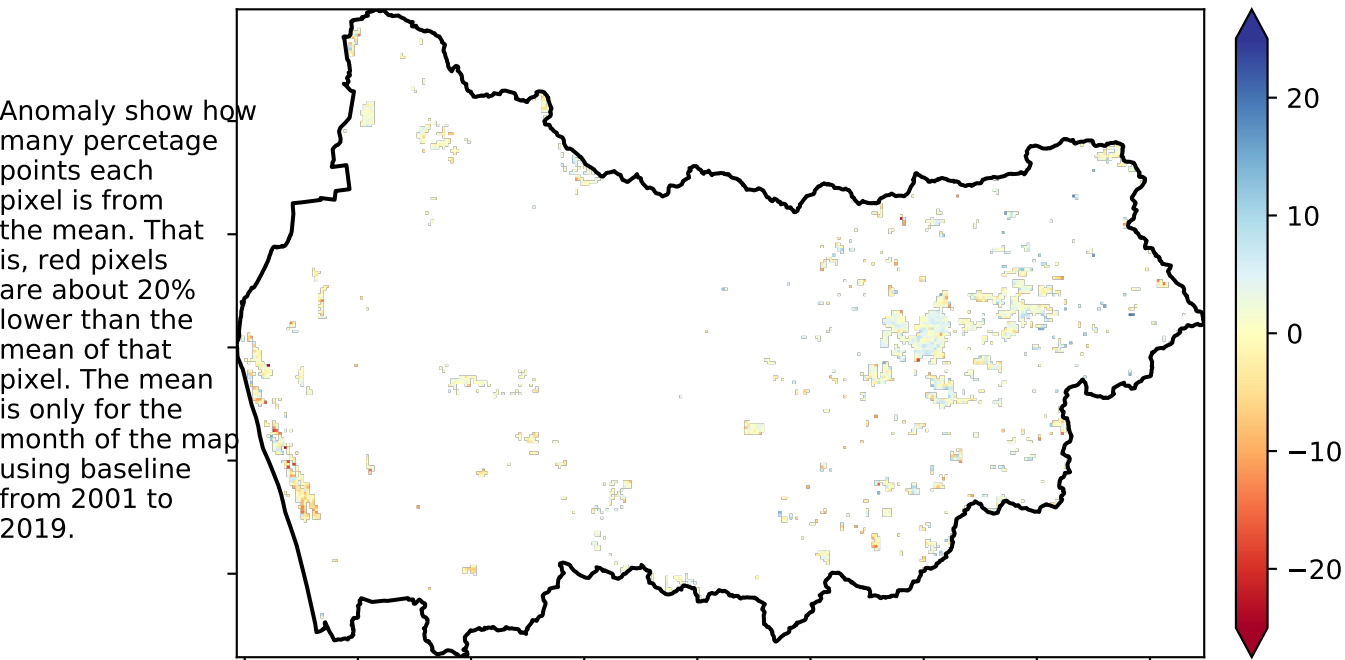 Anomaly show how
many percetage
points each
pixel is from
the mean. That
is, red pixels
are about 20%
lower than the
mean of that
pixel. The mean
is only for the
month of the map
using baseline
from 2001 to
2019.
20
10
0
−10
−20